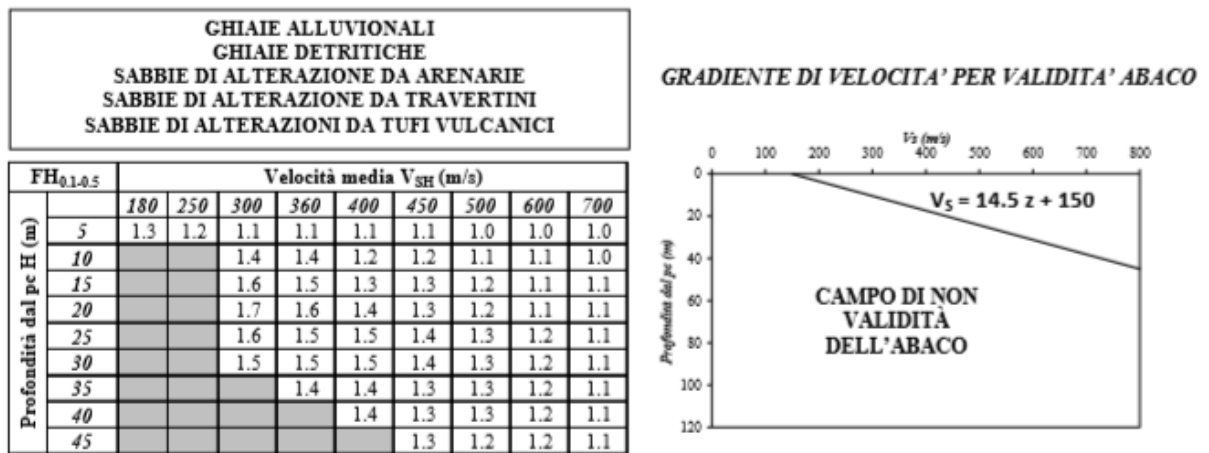 GHIAIE ALLUVIONALI
GHIAIE DETRITICHE
SABBIE DI ALTERAZIONE DA ARENARIE
SABBIE DI ALTERAZIONE DA TRAVERTINI
SABBIE DI ALTERAZIONI DA TUFI VULCANICI
FH0.1-0.5 Velocità media VSH (m/s)
180 250 300 360 400 450 500 600 700
Profondità dal pc H (m)
5 1.3 1.2 1.1 1.1 1.1 1.1 1.0 1.0 1.0
10 1.4 1.4 1.2 1.2 1.1 1.1 1.0
15 1.6 1.5 1.3 1.3 1.2 1.1 1.1
20 1.7 1.6 1.4 1.3 1.2 1.1 1.1
25 1.6 1.5 1.5 1.4 1.3 1.2 1.1
30 1.5 1.5 1.5 1.4 1.3 1.2 1.1
35 1.4 1.4 1.3 1.3 1.2 1.1
40 1.4 1.3 1.3 1.2 1.1
45 1.3 1.2 1.2 1.1
GRADIENTE DI VELOCITA' PER VALIDITA' ABACO
Vs (m/s)
0 100 200 300 400 500 600 700 800
Profondità dal pc (m)
0
20
40
60
80
100
120
VS = 14.5 z + 150
CAMPO DI NON
VALIDITÀ
DELL'ABACO